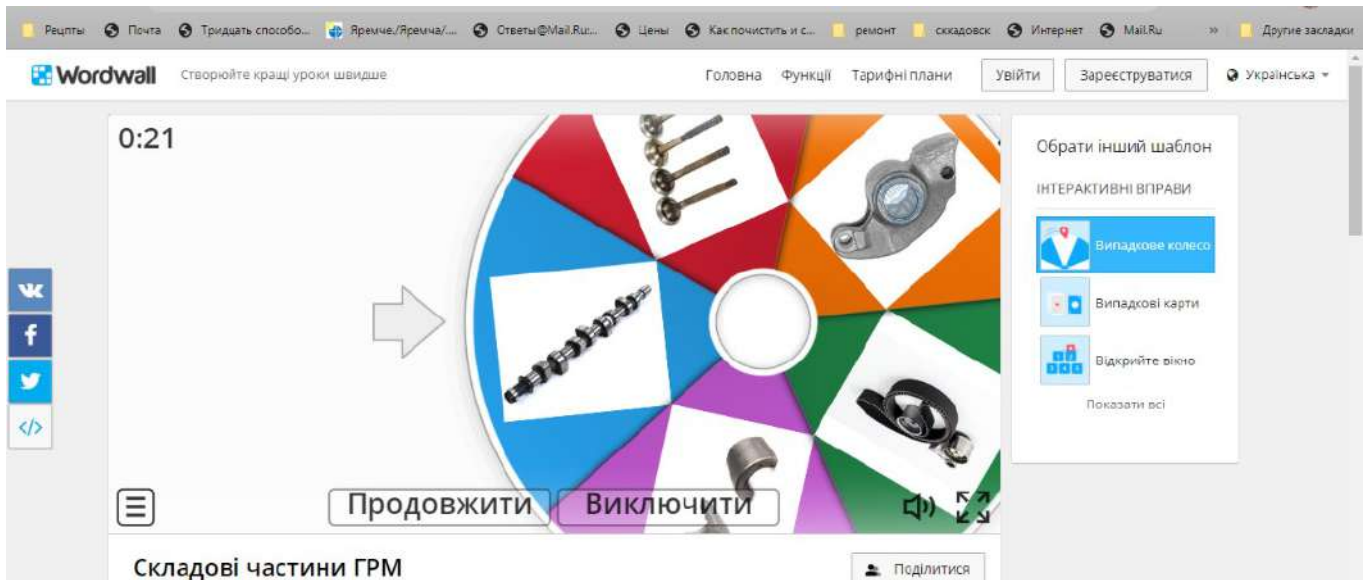 Рецпты Почта Тридцать способо... Яремче./Яремча/.... Ответы@Mail.Ru:... Цены Как почистить и с... ремонт сккадовск Интернет Mail.Ru » Другие закладки
Wordwall Створюйте кращі уроки швидше Головна Функції Тарифні плани Увійти Зареєструватися Українська
0:21
Обрати інший шаблон
ІНТЕРАКТИВНІ ВПРАВИ
Випадкове колесо
Випадкові карти
Відкрийте вікно
Показати всі
Продовжити Виключити
Складові частини ГРМ
Поділитися